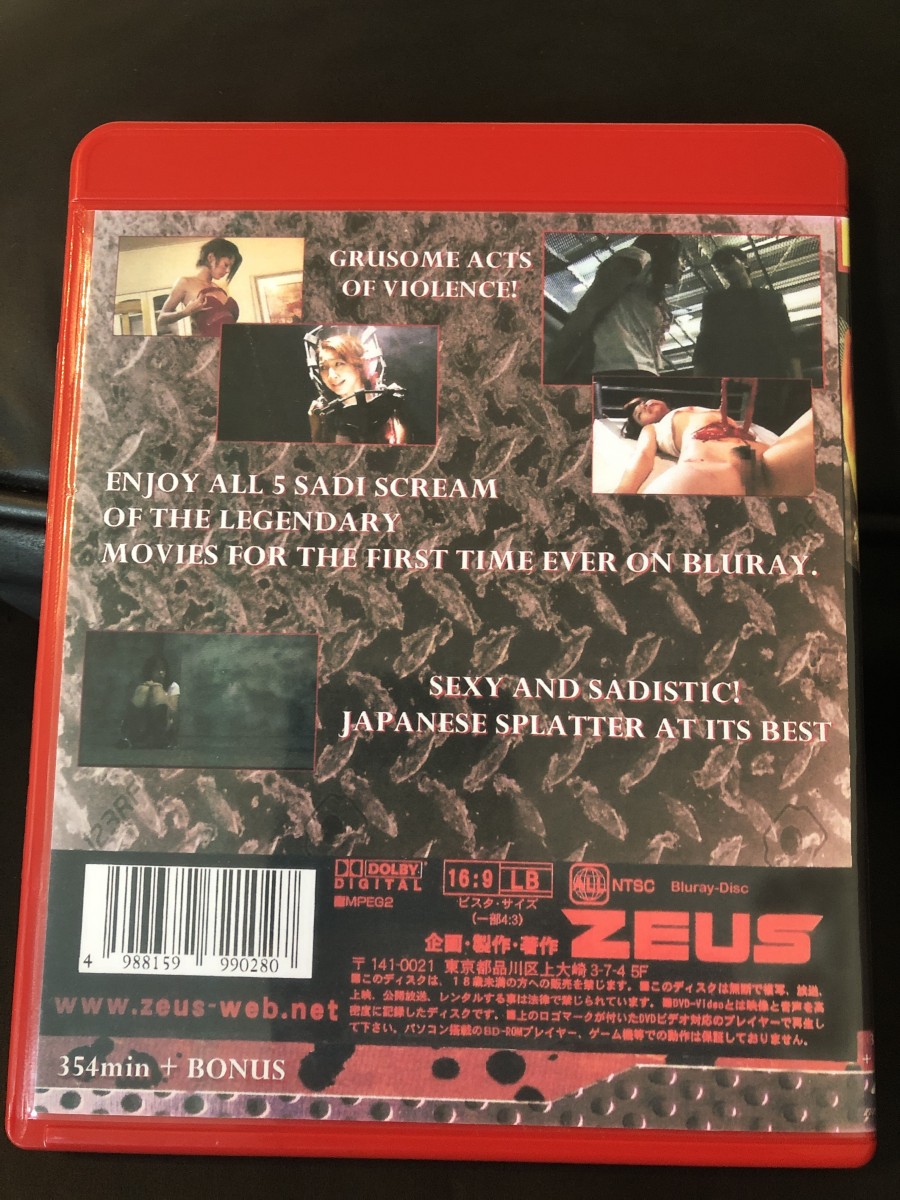 GRUSOME ACTS
OF VIOLENCE!
ENJOY ALL 5 SADI SCREAM
OF THE LEGENDARY
MOVIES FOR THE FIRST TIME EVER ON BLURAY.
SEXY AND SADISTIC!
JAPANESE SPLATTER AT ITS BEST
DOLBY
DIGITAL
MPEG2
16:9 LB
ビスタ・サイズ
(一部4:3)
ALL NTSC Bluray-Disc
企画・製作・著作 ZEUS
〒141-0021 東京都品川区上大崎3-7-4 5F
■このディスクは、18歳未満の方への販売を禁じます。■このディスクは無断で複写、放送、
上映、公開放送、レンタルする事は法律で禁じられています。■DVD-Videoとは映像と音声を高
密度に記録したディスクです。■上のロゴマークが付いたDVDビデオ対応のプレイヤーで再生し
て下さい。パソコン搭載のBD-ROMプレイヤー、ゲーム機等での動作は保証しておりません。
4 988159 990280
www.zeus-web.net
354min + BONUS